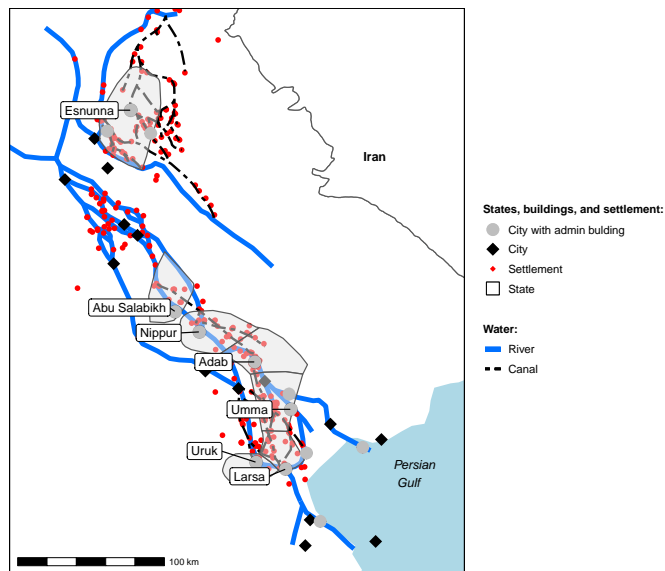 Esnunna
Iran
Abu Salabikh
Nippur
Adab
Umma
Uruk
Larsa
Persian
Gulf
100 km
States, buildings, and settlement:
City with admin bulding
City
Settlement
State
Water:
River
Canal